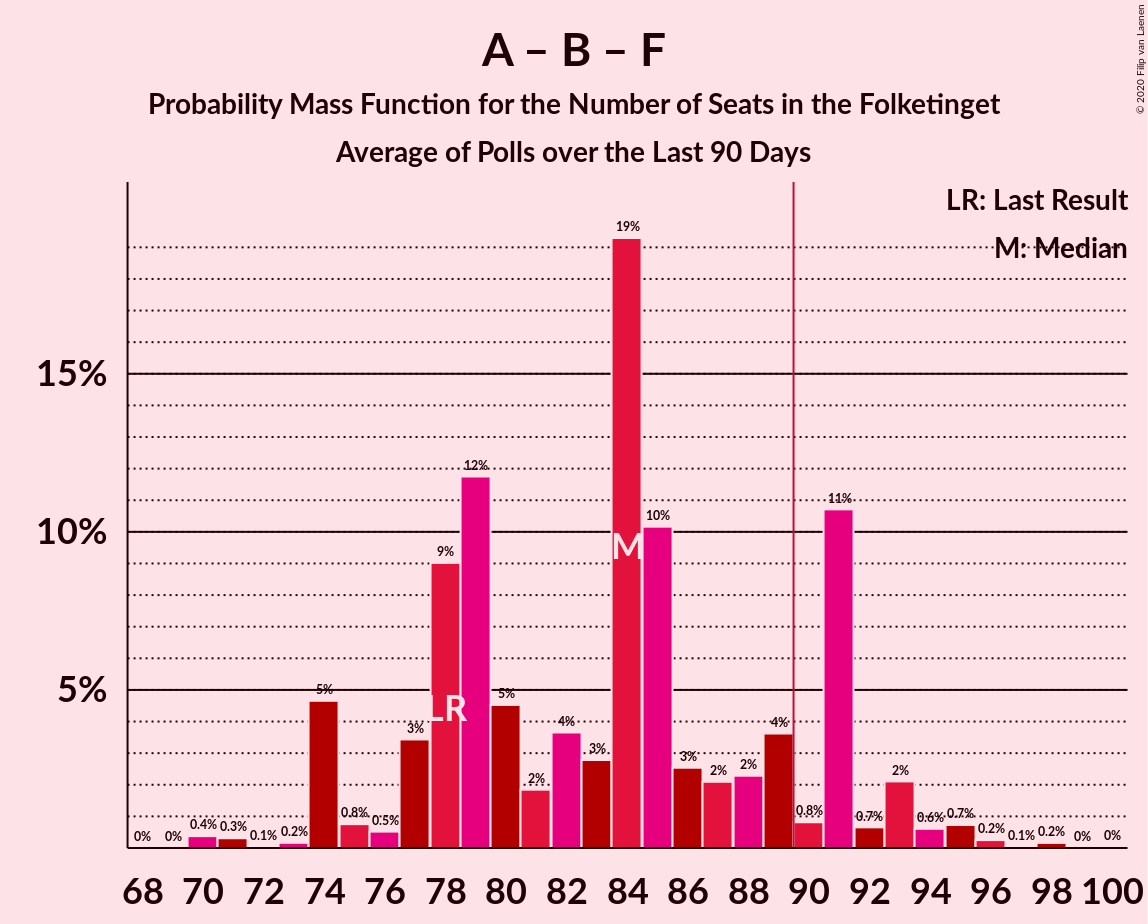 A – B – F
Probability Mass Function for the Number of Seats in the Folketinget
Average of Polls over the Last 90 Days
© 2020 Filip van Laenen
LR: Last Result
M: Median
15%
10%
5%
0% 0% 0.4% 0.3% 0.1% 0.2% 5% 0.8% 0.5% 3% 9% 12% 5% 2% 4% 3% 19% 10% 3% 2% 2% 4% 0.8% 11% 0.7% 2% 0.6% 0.7% 0.2% 0.1% 0.2% 0% 0%
LR
M
68 70 72 74 76 78 80 82 84 86 88 90 92 94 96 98 100